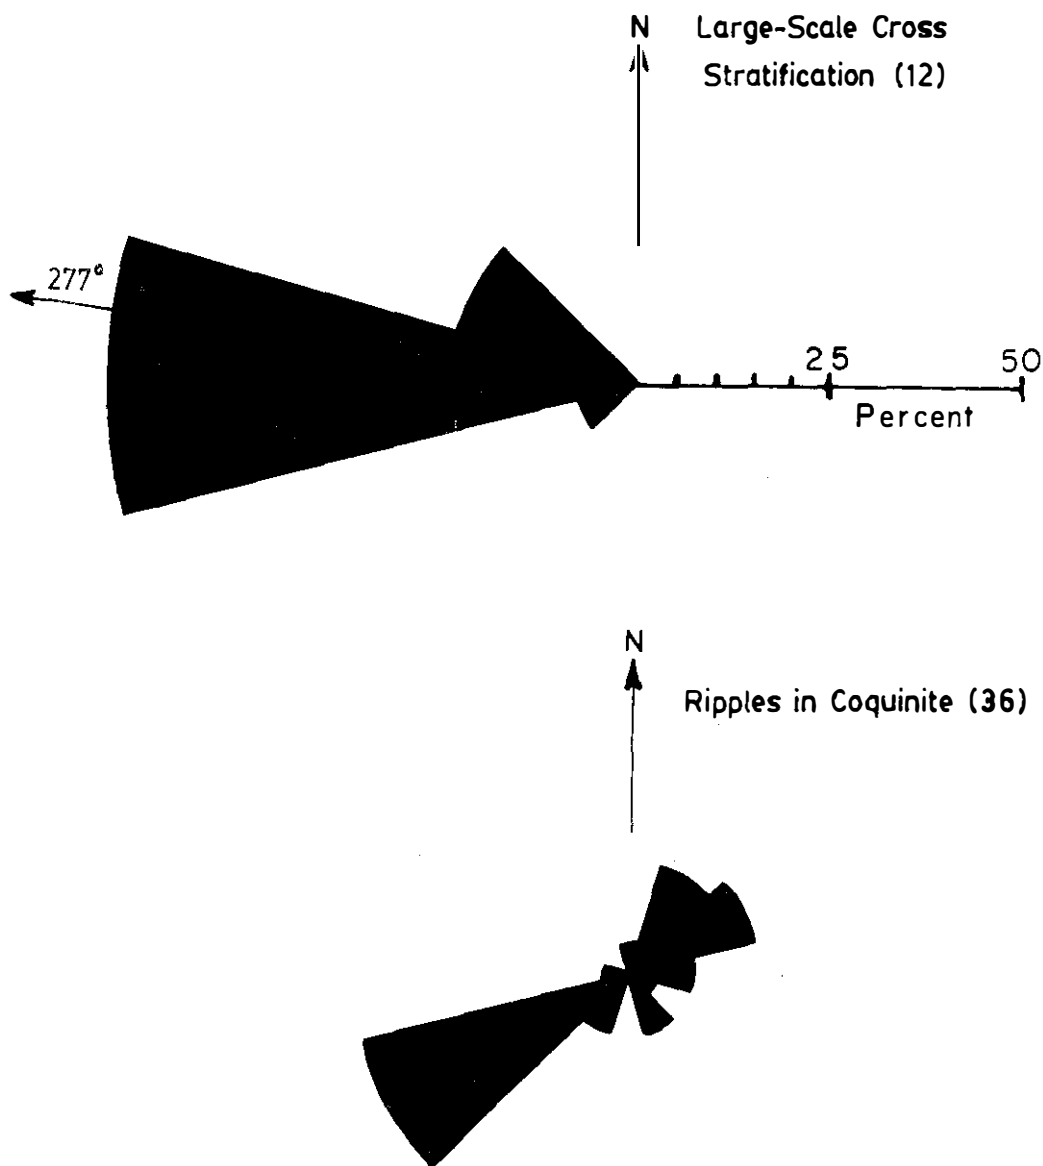 N Large-Scale Cross
Stratification (12)
277°
25 50
Percent
N
Ripples in Coquinite (36)